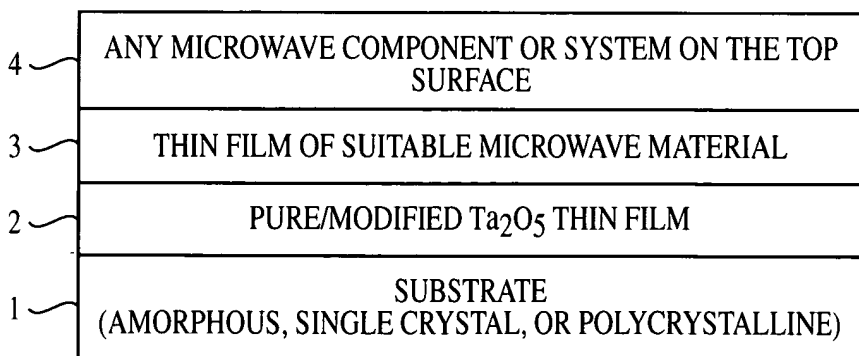 4
ANY MICROWAVE COMPONENT OR SYSTEM ON THE TOP
SURFACE
3
THIN FILM OF SUITABLE MICROWAVE MATERIAL
2
PURE/MODIFIED Ta2O5 THIN FILM
1
SUBSTRATE
(AMORPHOUS, SINGLE CRYSTAL, OR POLYCRYSTALLINE)